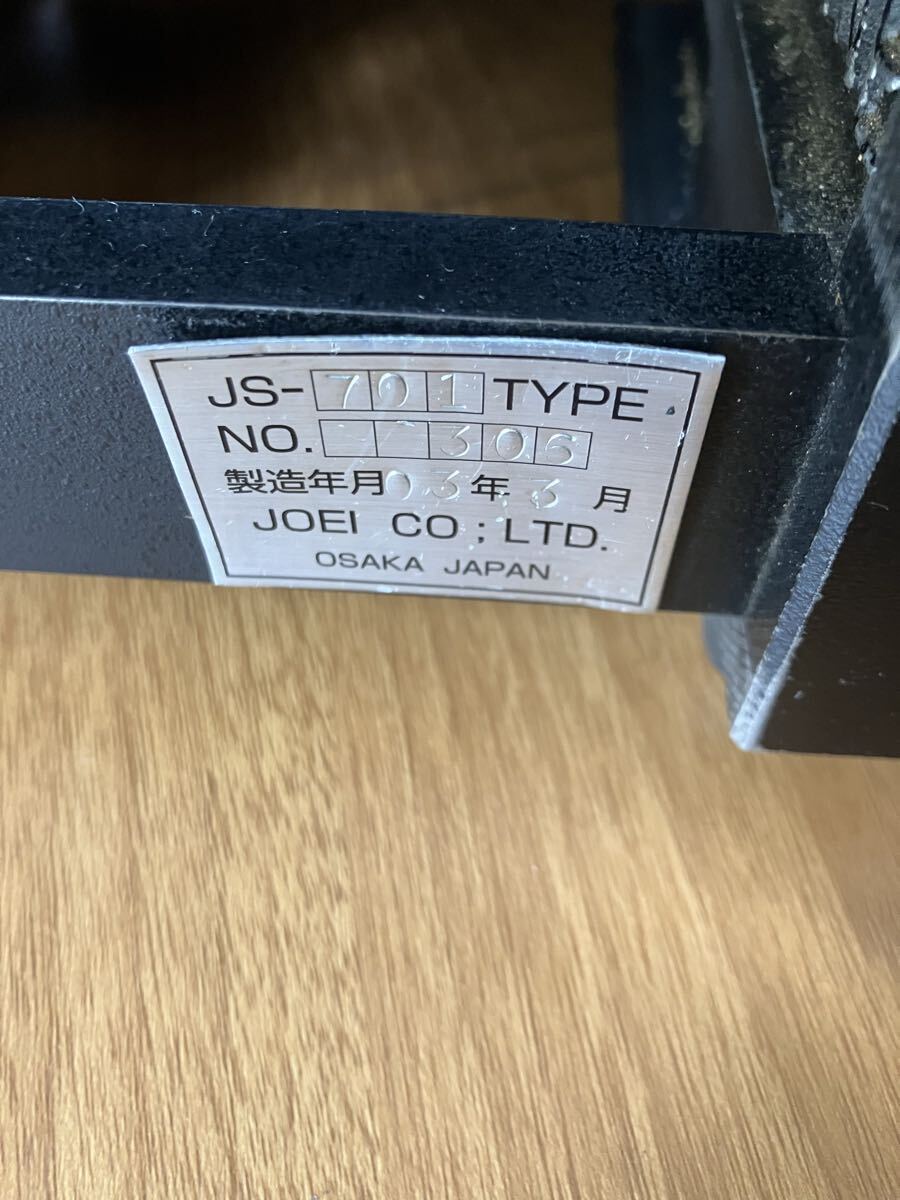 JS-701 TYPE
NO. 306
製造年月 03年 3月
JOEI CO ; LTD.
OSAKA JAPAN